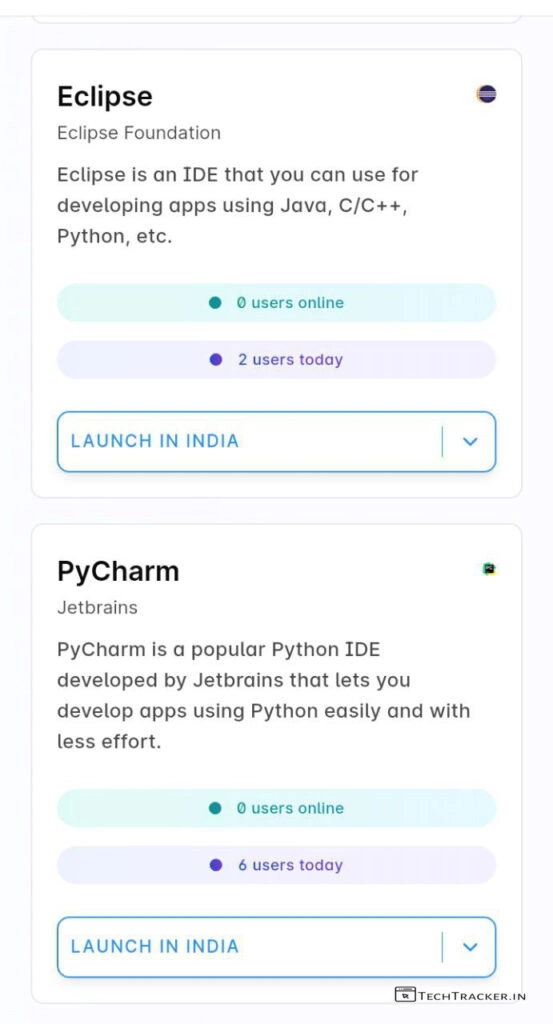 Eclipse
Eclipse Foundation
Eclipse is an IDE that you can use for
developing apps using Java, C/C++,
Python, etc.
0 users online
2 users today
LAUNCH IN INDIA
PyCharm
Jetbrains
PyCharm is a popular Python IDE
developed by Jetbrains that lets you
develop apps using Python easily and with
less effort.
0 users online
6 users today
LAUNCH IN INDIA
TECHTRACKER.IN